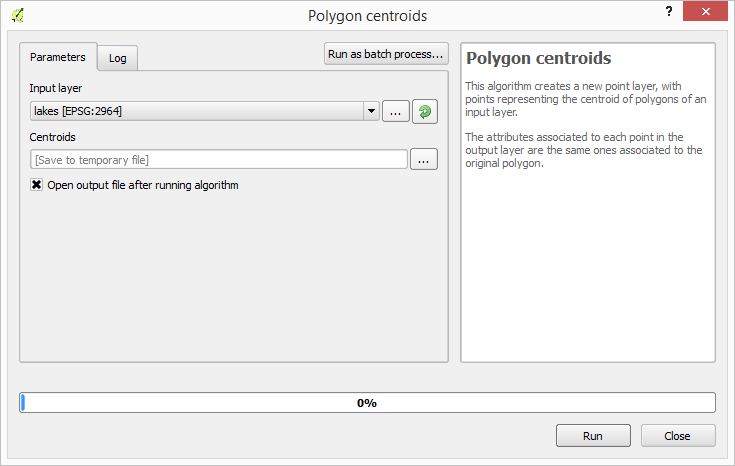 Polygon centroids
?
Parameters
Log
Run as batch process...
Input layer
lakes [EPSG:2964]
...
Centroids
[Save to temporary file]
...
Open output file after running algorithm
Polygon centroids
This algorithm creates a new point layer, with
points representing the centroid of polygons of an
input layer.
The attributes associated to each point in the
output layer are the same ones associated to the
original polygon.
0%
Run
Close